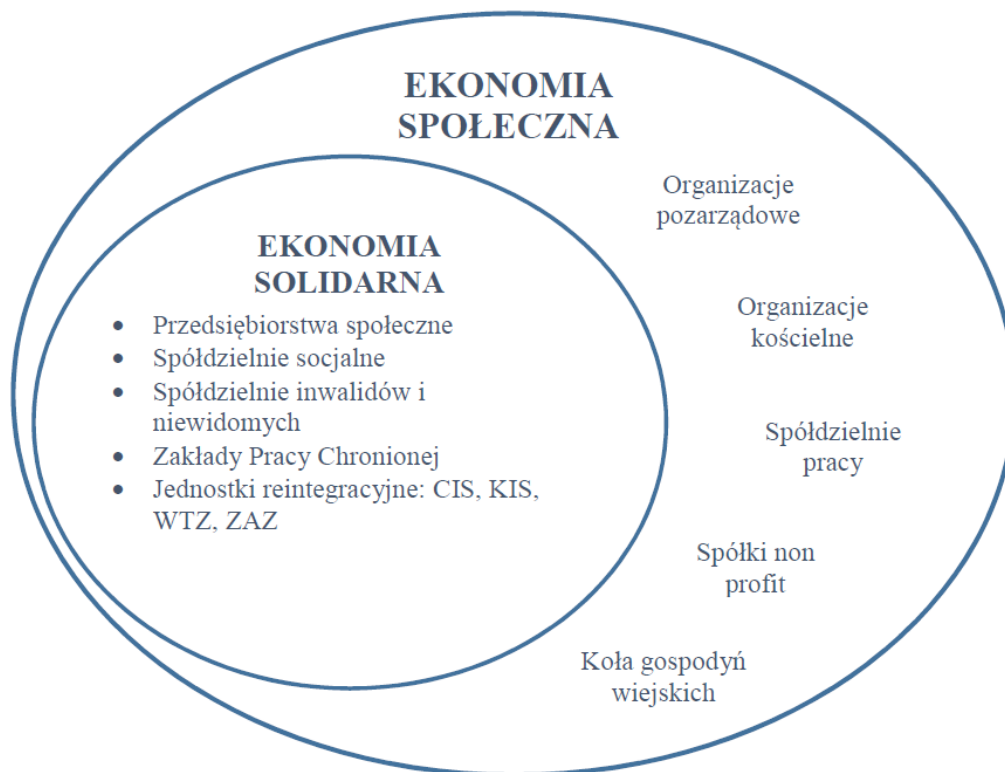 EKONOMIA
SPOŁECZNA
Organizacje
pozarządowe
EKONOMIA
SOLIDARNA
• Przedsiębiorstwa społeczne
• Spółdzielnie socjalne
• Spółdzielnie inwalidów i
niewidomych
• Zakłady Pracy Chronionej
• Jednostki reintegracyjne: CIS, KIS,
WTZ, ZAZ
Organizacje
kościelne
Spółdzielnie
pracy
Spółki non
profit
Koła gospodyń
wiejskich